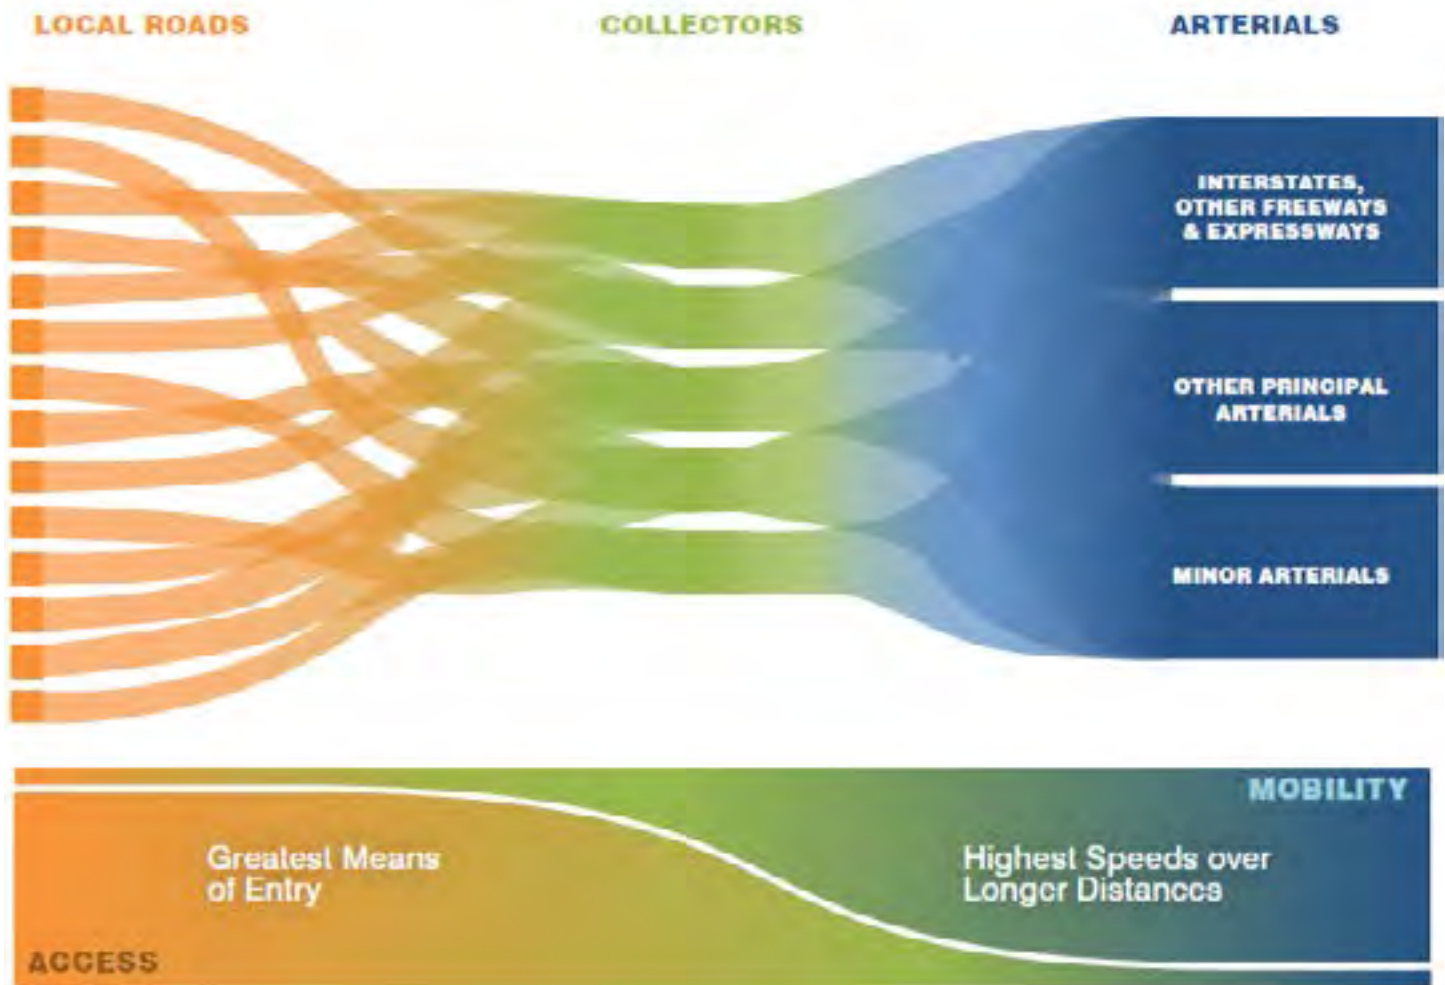 LOCAL ROADS
COLLECTORS
ARTERIALS
INTERSTATES,
OTHER FREEWAYS
& EXPRESSWAYS
OTHER PRINCIPAL
ARTERIALS
MINOR ARTERIALS
MOBILITY
Greatest Means
of Entry
Highest Speeds over
Longer Distances
ACCESS